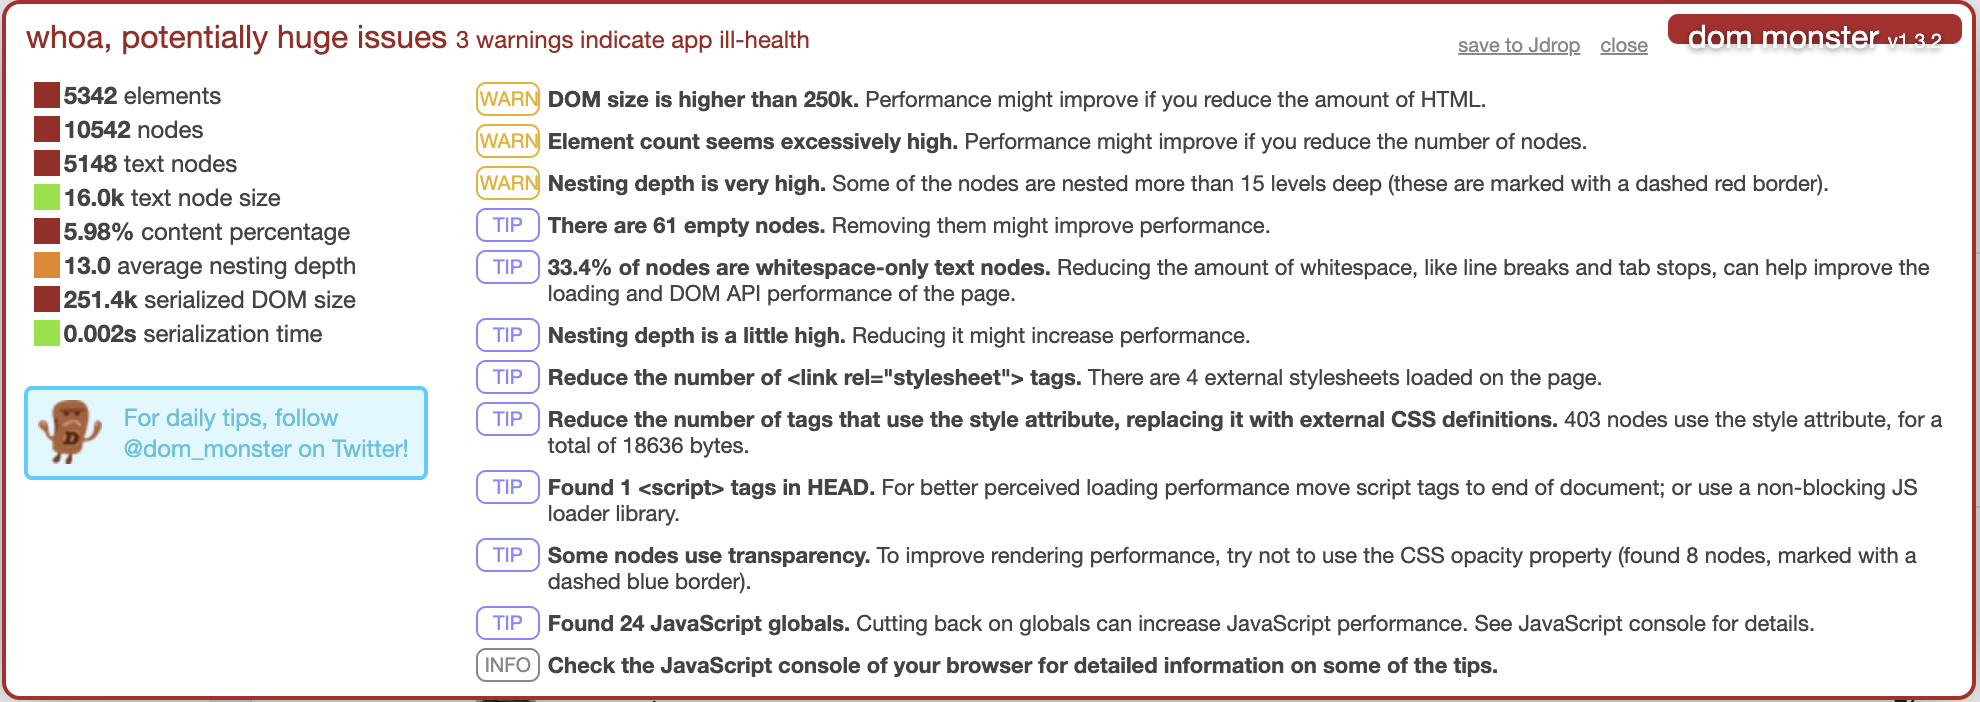 whoa, potentially huge issues 3 warnings indicate app ill-health
save to Jdrop close
dom monster v1.3.2
5342 elements
10542 nodes
5148 text nodes
16.0k text node size
5.98% content percentage
13.0 average nesting depth
251.4k serialized DOM size
0.002s serialization time
D
For daily tips, follow
@dom_monster on Twitter!
WARN DOM size is higher than 250k. Performance might improve if you reduce the amount of HTML.
WARN Element count seems excessively high. Performance might improve if you reduce the number of nodes.
WARN Nesting depth is very high. Some of the nodes are nested more than 15 levels deep (these are marked with a dashed red border).
TIP There are 61 empty nodes. Removing them might improve performance.
TIP 33.4% of nodes are whitespace-only text nodes. Reducing the amount of whitespace, like line breaks and tab stops, can help improve the
loading and DOM API performance of the page.
TIP Nesting depth is a little high. Reducing it might increase performance.
TIP Reduce the number of <link rel="stylesheet"> tags. There are 4 external stylesheets loaded on the page.
TIP Reduce the number of tags that use the style attribute, replacing it with external CSS definitions. 403 nodes use the style attribute, for a
total of 18636 bytes.
TIP Found 1 <script> tags in HEAD. For better perceived loading performance move script tags to end of document; or use a non-blocking JS
loader library.
TIP Some nodes use transparency. To improve rendering performance, try not to use the CSS opacity property (found 8 nodes, marked with a
dashed blue border).
TIP Found 24 JavaScript globals. Cutting back on globals can increase JavaScript performance. See JavaScript console for details.
INFO Check the JavaScript console of your browser for detailed information on some of the tips.